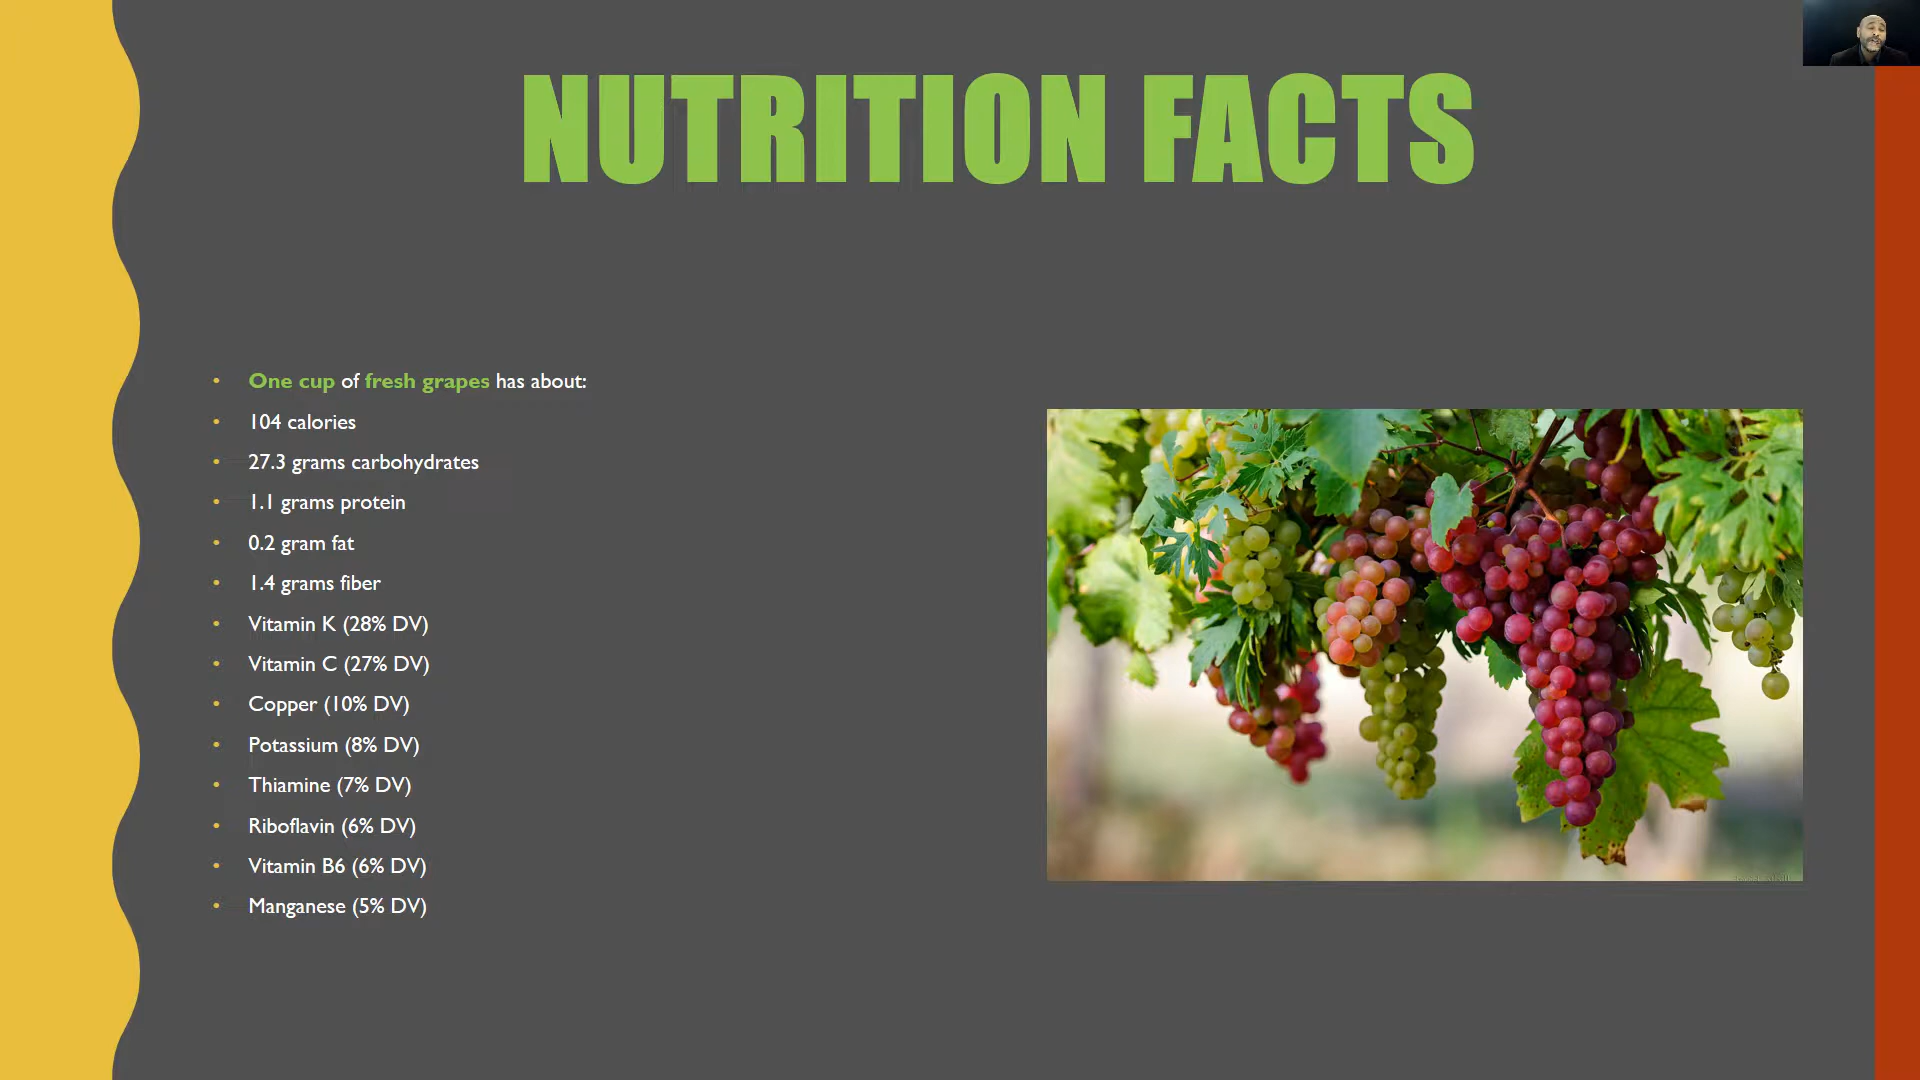 NUTRITION FACTS
• One cup of fresh grapes has about:
• 104 calories
• 27.3 grams carbohydrates
• 1.1 grams protein
• 0.2 gram fat
• 1.4 grams fiber
• Vitamin K (28% DV)
• Vitamin C (27% DV)
• Copper (10% DV)
• Potassium (8% DV)
• Thiamine (7% DV)
• Riboflavin (6% DV)
• Vitamin B6 (6% DV)
• Manganese (5% DV)